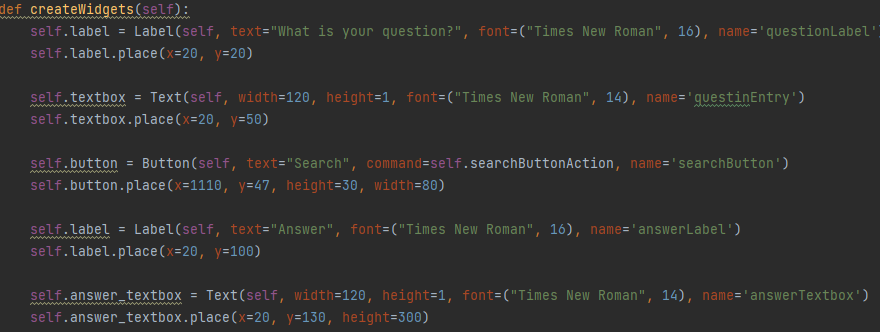 def createWidgets(self):
self.label = Label(self, text="What is your question?", font=("Times New Roman", 16), name='questionLabel')
self.label.place(x=20, y=20)
self.textbox = Text(self, width=120, height=1, font=("Times New Roman", 14), name='questinEntry')
self.textbox.place(x=20, y=50)
self.button = Button(self, text="Search", command=self.searchButtonAction, name='searchButton')
self.button.place(x=1110, y=47, height=30, width=80)
self.label = Label(self, text="Answer", font=("Times New Roman", 16), name='answerLabel')
self.label.place(x=20, y=100)
self.answer_textbox = Text(self, width=120, height=1, font=("Times New Roman", 14), name='answerTextbox')
self.answer_textbox.place(x=20, y=130, height=300)